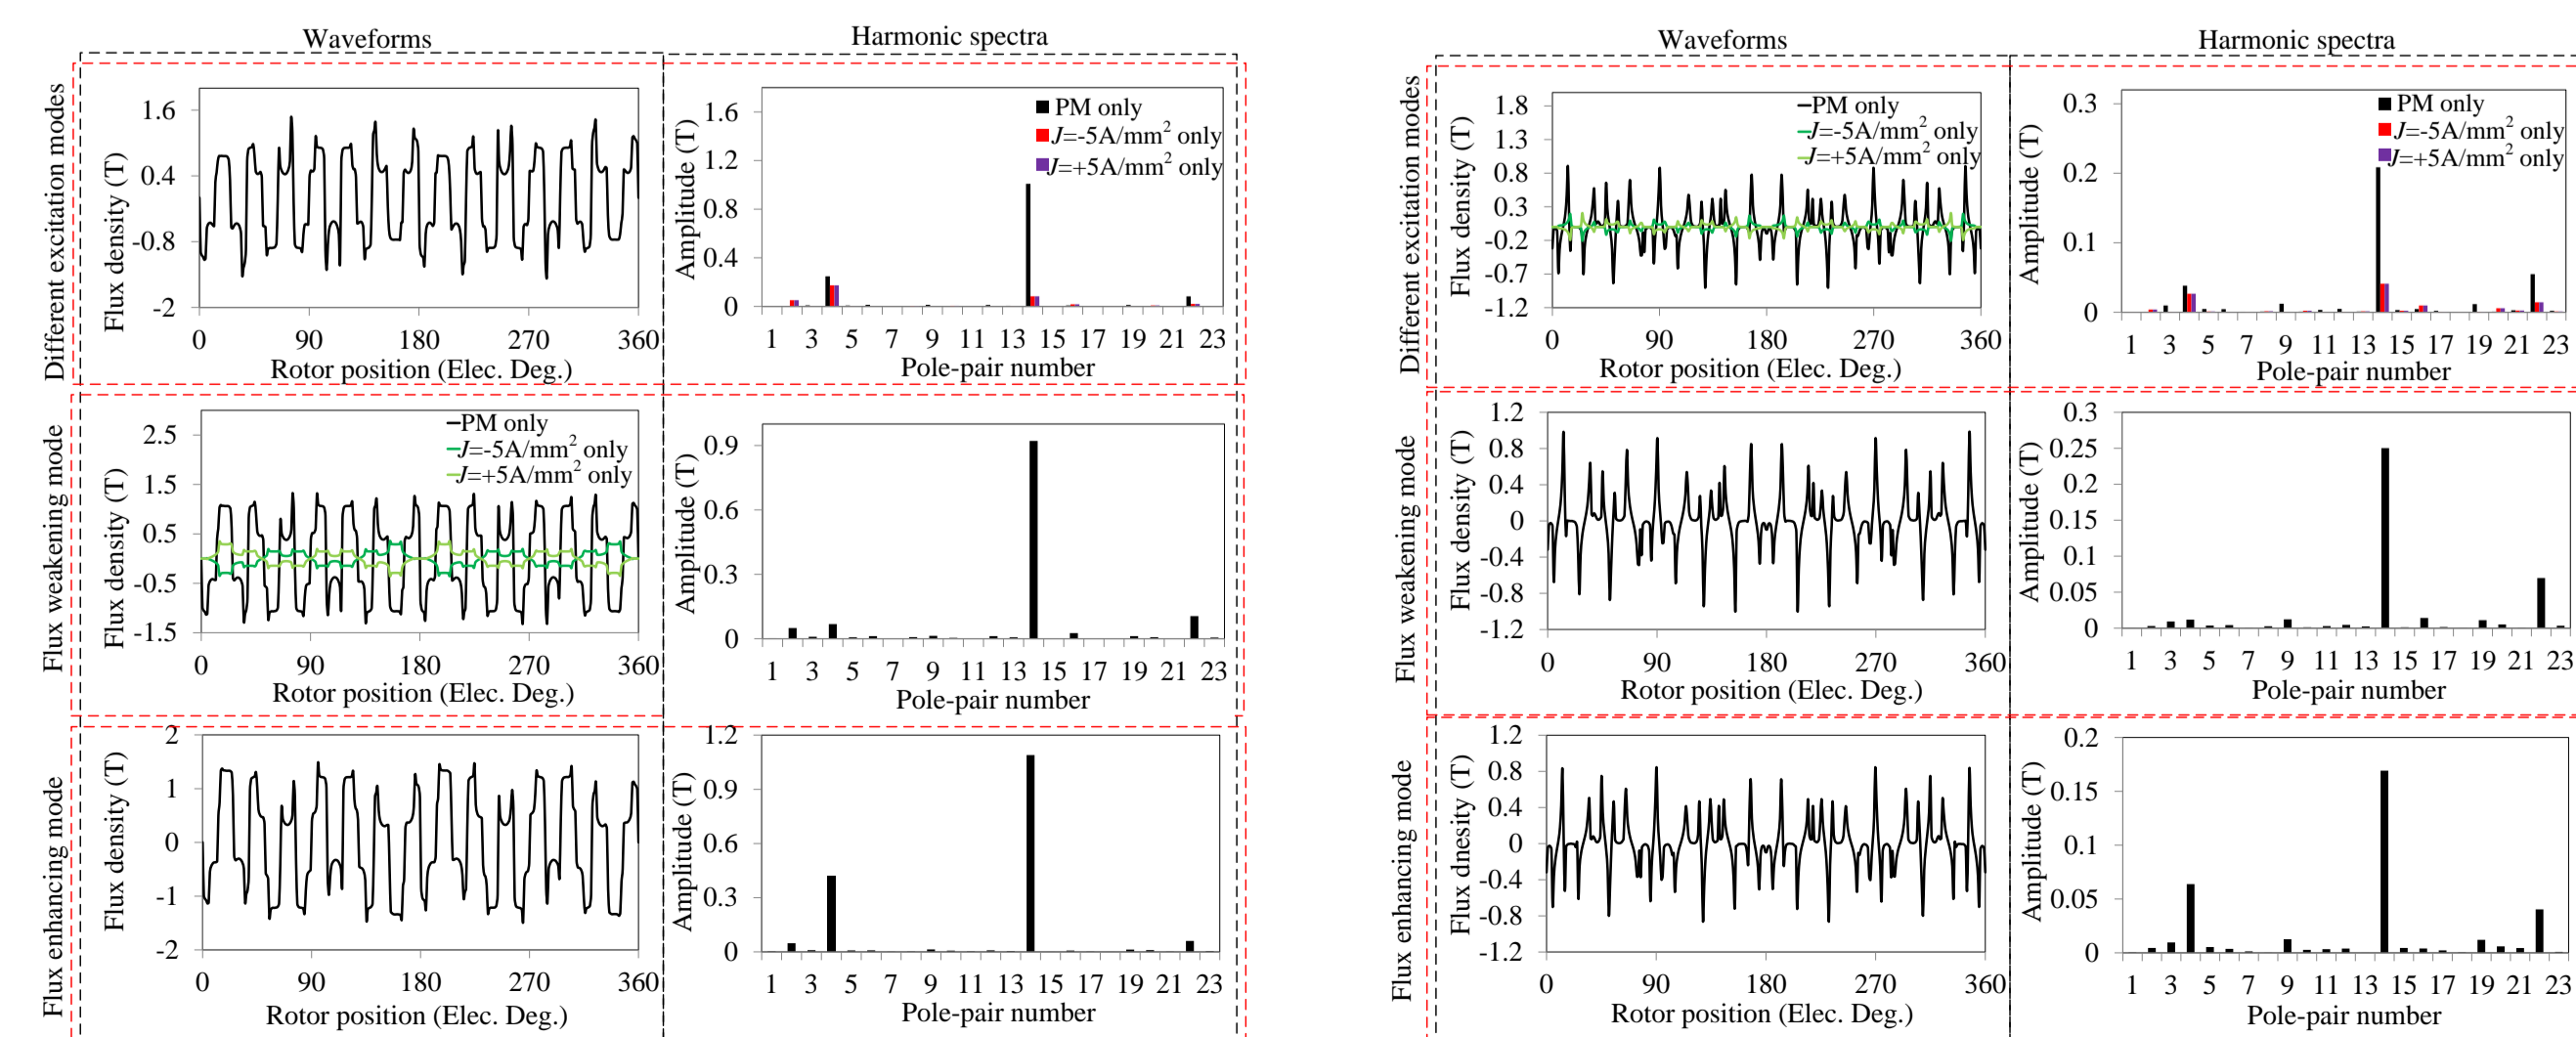 Waveforms
Harmonic spectra
Different excitation modes
Flux density (T)
1.6
0.4
-0.8
-2
0 90 180 270 360
Rotor position (Elec. Deg.)
Amplitude (T)
1.6
1.2
0.8
0.4
0
PM only
J=-5A/mm² only
J=+5A/mm² only
1 3 5 7 9 11 13 15 17 19 21 23
Pole-pair number
Flux weakening mode
Flux density (T)
2.5
1.5
0.5
-0.5
-1.5
PM only
J=-5A/mm² only
J=+5A/mm² only
0 90 180 270 360
Rotor position (Elec. Deg.)
Amplitude (T)
0.9
0.6
0.3
0
1 3 5 7 9 11 13 15 17 19 21 23
Pole-pair number
Flux enhancing mode
Flux density (T)
2
1
0
-1
-2
0 90 180 270 360
Rotor position (Elec. Deg.)
Amplitude (T)
1.2
0.9
0.6
0.3
0
1 3 5 7 9 11 13 15 17 19 21 23
Pole-pair number
Waveforms
Harmonic spectra
Different excitation modes
Flux density (T)
1.8
1.3
0.8
0.3
-0.2
-0.7
-1.2
PM only
J=-5A/mm² only
J=+5A/mm² only
0 90 180 270 360
Rotor position (Elec. Deg.)
Amplitude (T)
0.3
0.2
0.1
0
PM only
J=-5A/mm² only
J=+5A/mm² only
1 3 5 7 9 11 13 15 17 19 21 23
Pole-pair number
Flux weakening mode
Flux density (T)
1.2
0.8
0.4
0
-0.4
-0.8
-1.2
0 90 180 270 360
Rotor position (Elec. Deg.)
Amplitude (T)
0.3
0.25
0.2
0.15
0.1
0.05
0
1 3 5 7 9 11 13 15 17 19 21 23
Pole-pair number
Flux enhancing mode
Flux dnesity (T)
1.2
0.8
0.4
0
-0.4
-0.8
-1.2
0 90 180 270 360
Rotor position (Elec. Deg.)
Amplitude (T)
0.2
0.15
0.1
0.05
0
1 3 5 7 9 11 13 15 17 19 21 23
Pole-pair number